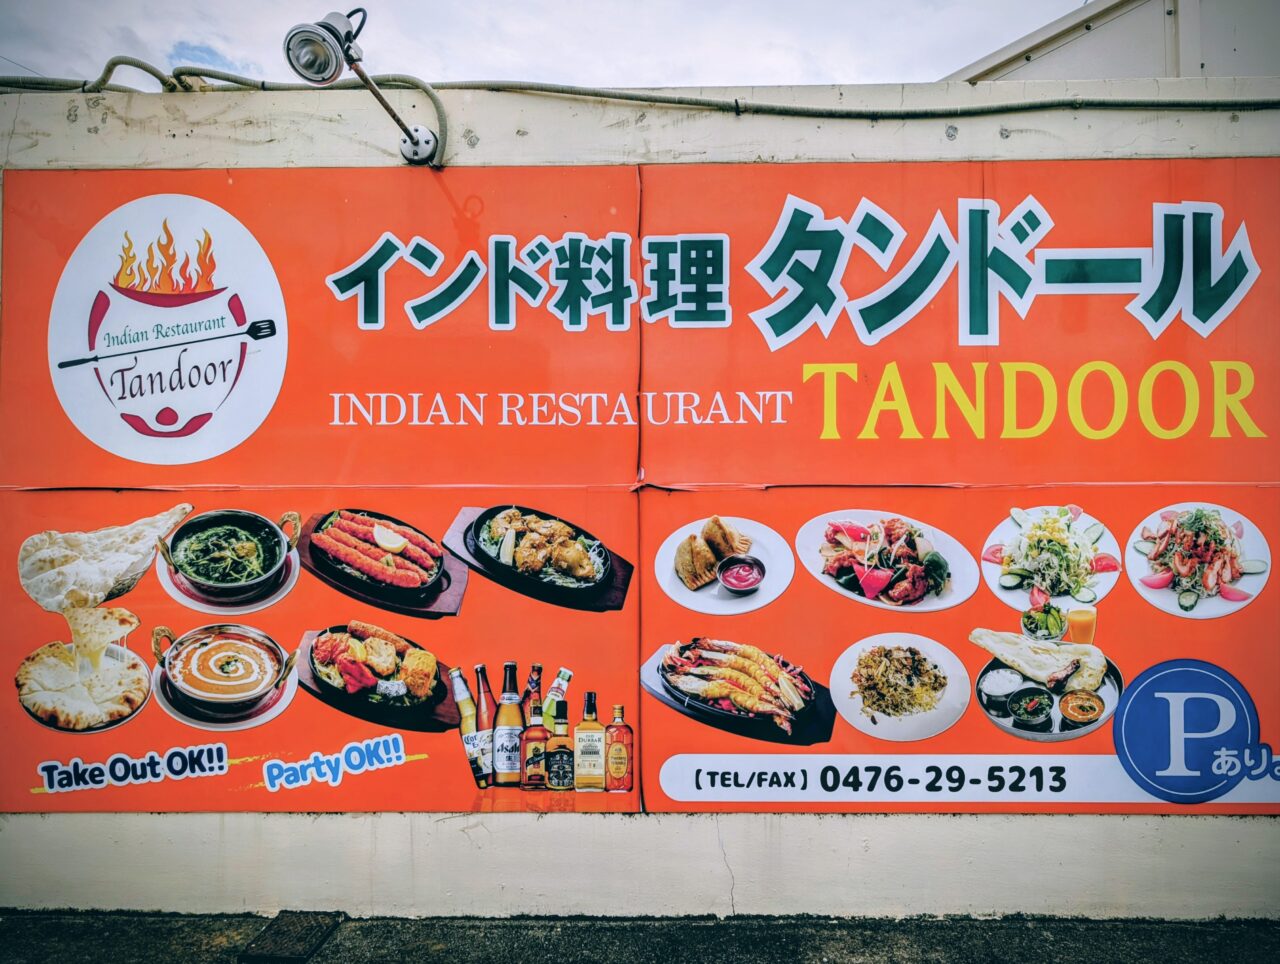 Indian Restaurant
Tandoor
インド料理 タンドール
INDIAN RESTAURANT TANDOOR
Take Out OK!!
Party OK!!
Asahi
【TEL/FAX】 0476-29-5213
P
あり